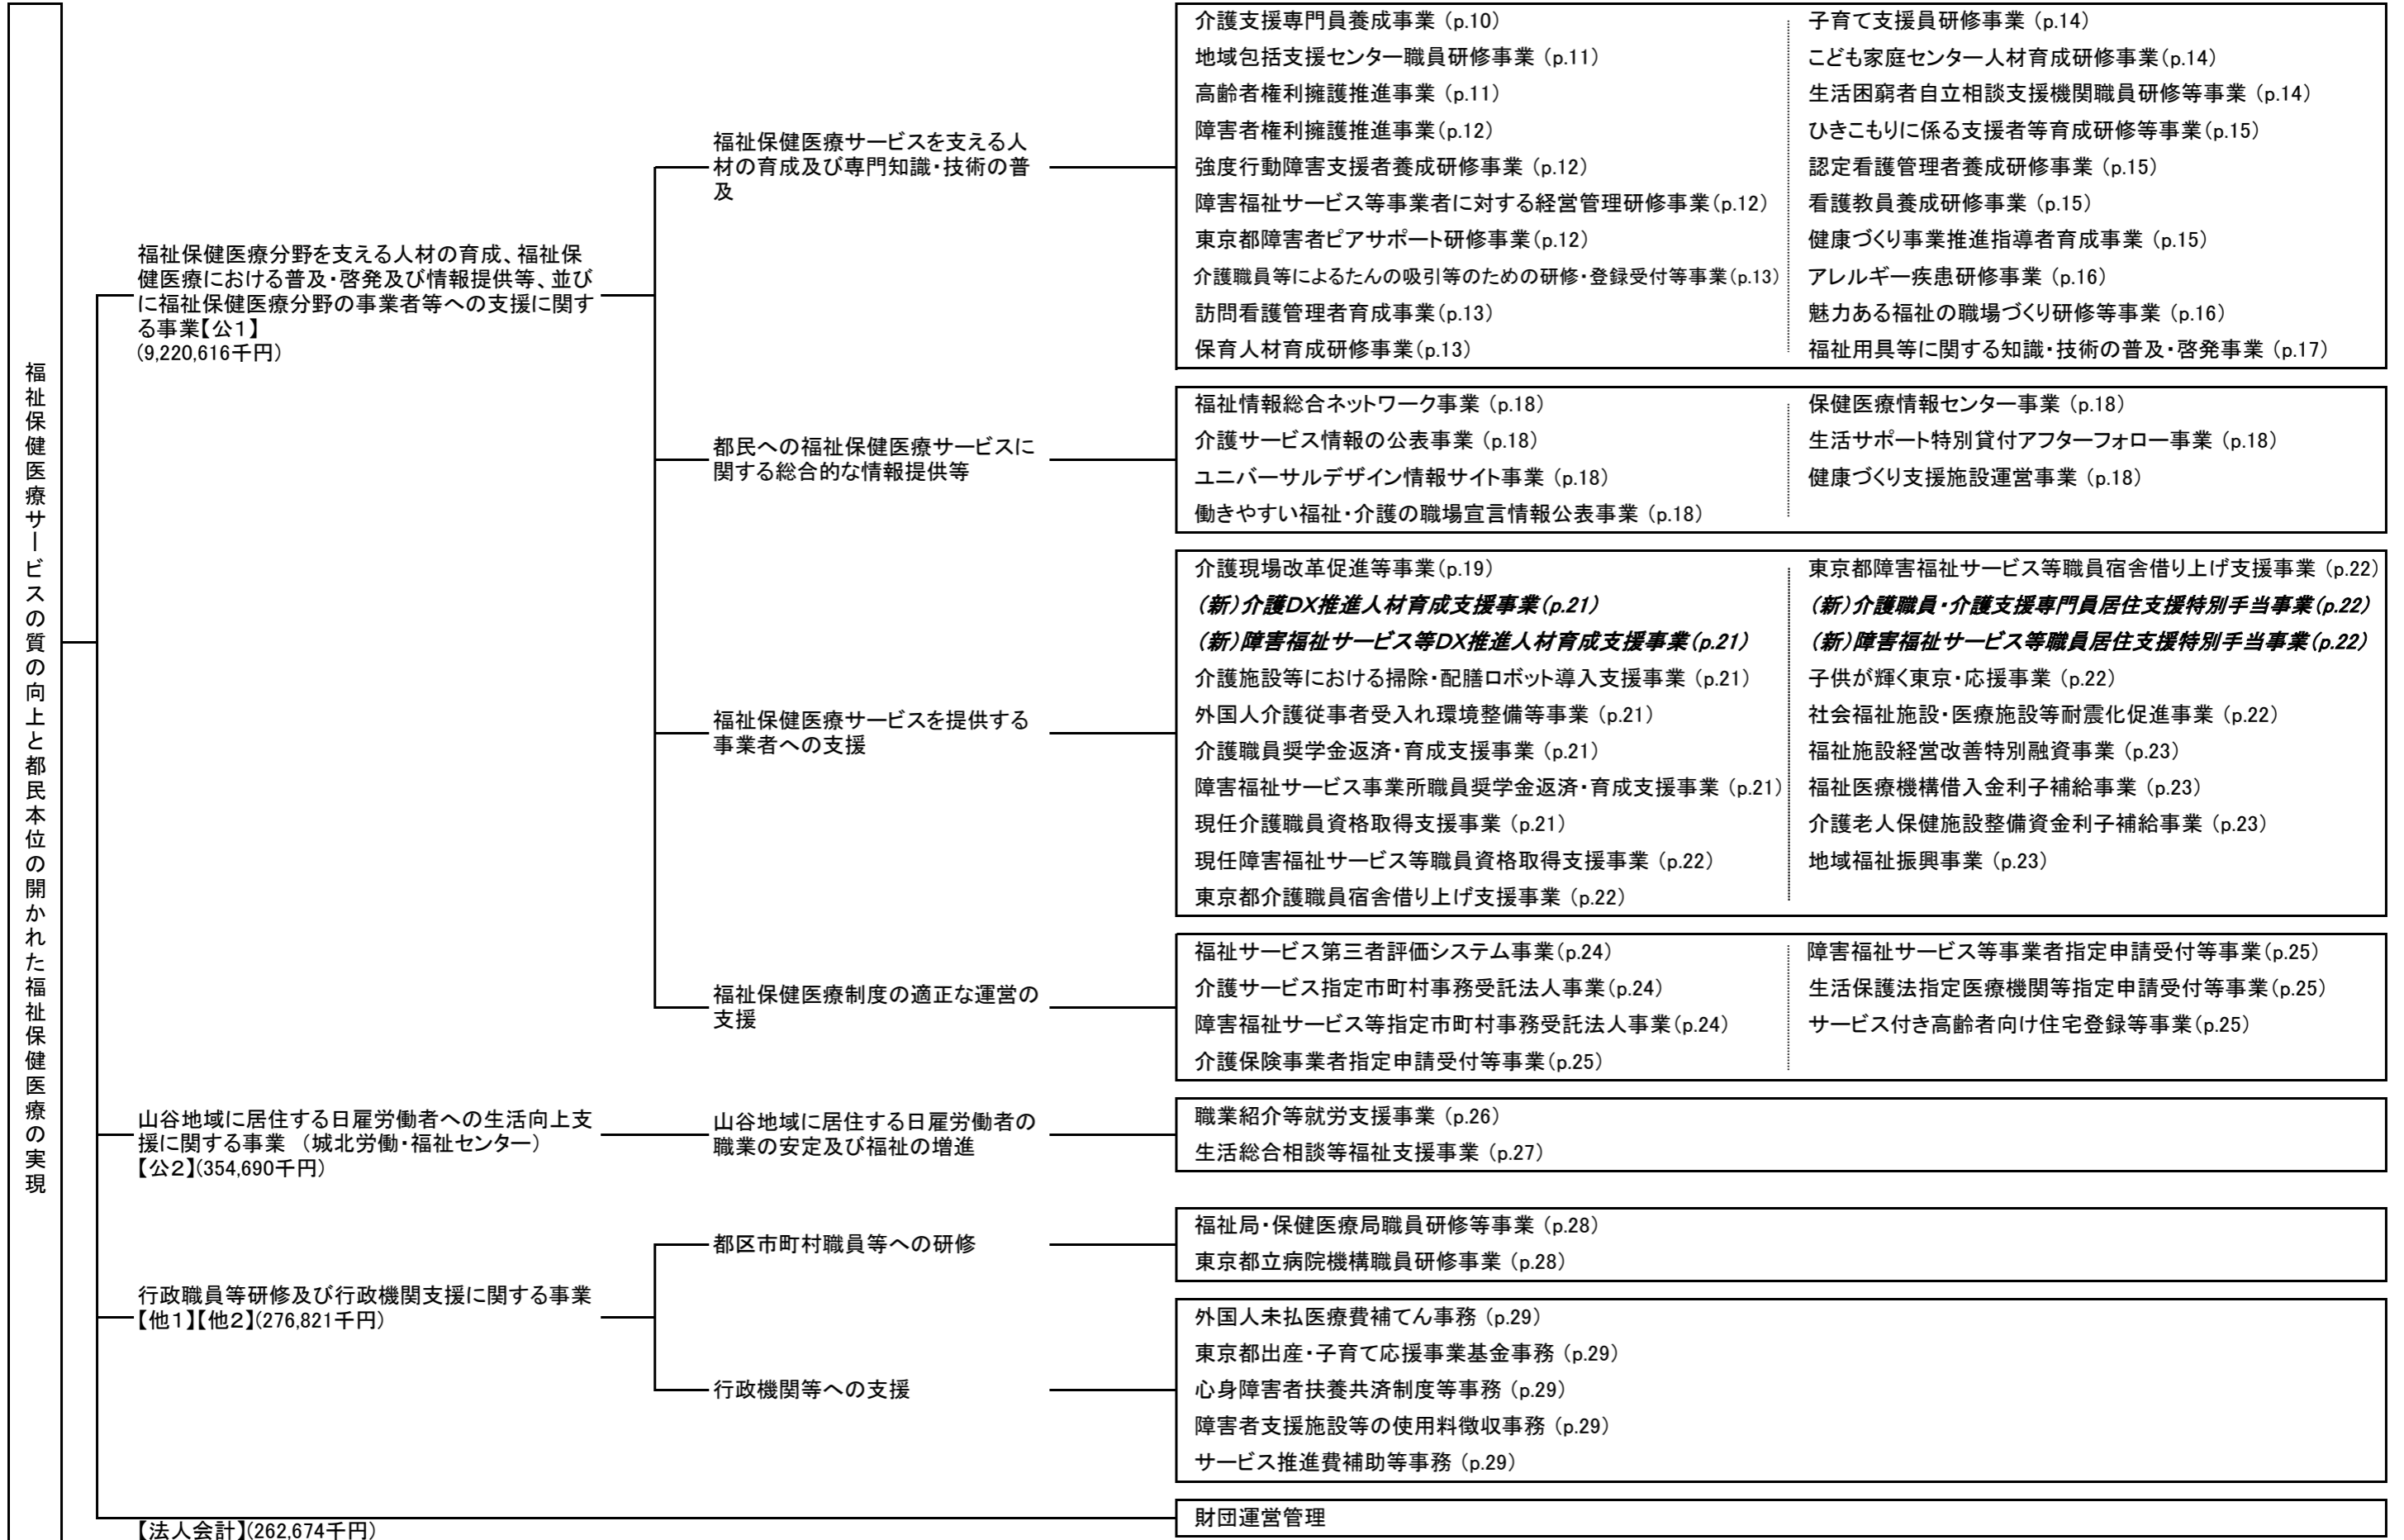 福祉保健医療サービスの質の向上と都民本位の開かれた福祉保健医療の実現
福祉保健医療分野を支える人材の育成、福祉保
健医療における普及・啓発及び情報提供等、並び
に福祉保健医療分野の事業者等への支援に関す
る事業【公1】
(9,220,616千円)
福祉保健医療サービスを支える人
材の育成及び専門知識・技術の普
及
介護支援専門員養成事業 (p.10)
地域包括支援センター職員研修事業 (p.11)
高齢者権利擁護推進事業 (p.11)
障害者権利擁護推進事業(p.12)
強度行動障害支援者養成研修事業 (p.12)
障害福祉サービス等事業者に対する経営管理研修事業(p.12)
東京都障害者ピアサポート研修事業(p.12)
介護職員等によるたんの吸引等のための研修・登録受付等事業(p.13)
訪問看護管理者育成事業(p.13)
保育人材育成研修事業(p.13)
子育て支援員研修事業 (p.14)
こども家庭センター人材育成研修事業(p.14)
生活困窮者自立相談支援機関職員研修等事業 (p.14)
ひきこもりに係る支援者等育成研修等事業(p.15)
認定看護管理者養成研修事業 (p.15)
看護教員養成研修事業 (p.15)
健康づくり事業推進指導者育成事業(p.15)
アレルギー疾患研修事業 (p.16)
魅力ある福祉の職場づくり研修等事業 (p.16)
福祉用具等に関する知識・技術の普及・啓発事業 (p.17)
都民への福祉保健医療サービスに
関する総合的な情報提供等
福祉情報総合ネットワーク事業 (p.18)
介護サービス情報の公表事業 (p.18)
ユニバーサルデザイン情報サイト事業 (p.18)
働きやすい福祉・介護の職場宣言情報公表事業 (p.18)
保健医療情報センター事業 (p.18)
生活サポート特別貸付アフターフォロー事業 (p.18)
健康づくり支援施設運営事業 (p.18)
福祉保健医療サービスを提供する
事業者への支援
介護現場改革促進等事業(p.19)
(新)介護DX推進人材育成支援事業(p.21)
(新)障害福祉サービス等DX推進人材育成支援事業(p.21)
介護施設等における掃除・配膳ロボット導入支援事業 (p.21)
外国人介護従事者受入れ環境整備等事業 (p.21)
介護職員奨学金返済・育成支援事業 (p.21)
障害福祉サービス事業所職員奨学金返済・育成支援事業 (p.21)
現任介護職員資格取得支援事業 (p.21)
現任障害福祉サービス等職員資格取得支援事業 (p.22)
東京都介護職員宿舎借り上げ支援事業 (p.22)
東京都障害福祉サービス等職員宿舎借り上げ支援事業 (p.22)
(新)介護職員・介護支援専門員居住支援特別手当事業(p.22)
(新)障害福祉サービス等職員居住支援特別手当事業(p.22)
子供が輝く東京・応援事業 (p.22)
社会福祉施設・医療施設等耐震化促進事業 (p.22)
福祉施設経営改善特別融資事業 (p.23)
福祉医療機構借入金利子補給事業 (p.23)
介護老人保健施設整備資金利子補給事業 (p.23)
地域福祉振興事業 (p.23)
福祉保健医療制度の適正な運営の
支援
福祉サービス第三者評価システム事業(p.24)
介護サービス指定市町村事務受託法人事業(p.24)
障害福祉サービス等指定市町村事務受託法人事業(p.24)
介護保険事業者指定申請受付等事業(p.25)
障害福祉サービス等事業者指定申請受付等事業(p.25)
生活保護法指定医療機関等指定申請受付等事業(p.25)
サービス付き高齢者向け住宅登録等事業(p.25)
山谷地域に居住する日雇労働者への生活向上支
援に関する事業 (城北労働・福祉センター)
【公2】(354,690千円)
山谷地域に居住する日雇労働者の
職業の安定及び福祉の増進
職業紹介等就労支援事業 (p.26)
生活総合相談等福祉支援事業 (p.27)
行政職員等研修及び行政機関支援に関する事業
【他1】【他2】(276,821千円)
都区市町村職員等への研修
福祉局・保健医療局職員研修等事業 (p.28)
東京都立病院機構職員研修事業 (p.28)
行政機関等への支援
外国人未払医療費補てん事務 (p.29)
東京都出産・子育て応援事業基金事務 (p.29)
心身障害者扶養共済制度等事務 (p.29)
障害者支援施設等の使用料徴収事務 (p.29)
サービス推進費補助等事務 (p.29)
【法人会計】(262,674千円)
財団運営管理